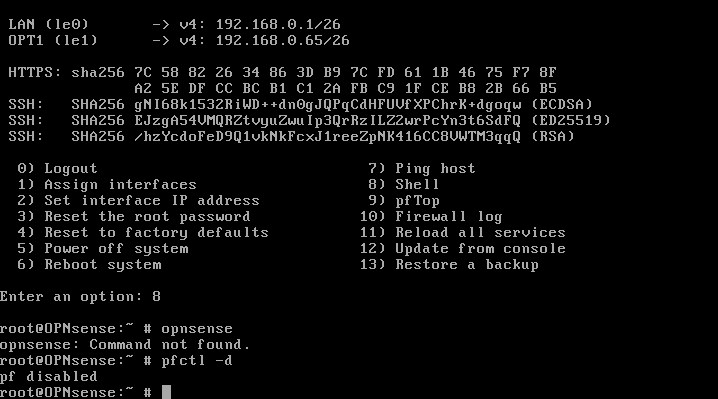 LAN (le0) -> v4: 192.168.0.1/26
OPT1 (le1) -> v4: 192.168.0.65/26
HTTPS: sha256 7C 58 82 26 34 86 3D B9 7C FD 61 1B 46 75 F7 8F
A2 5E DF CC BC B1 C1 2A FB C9 1F CE B8 2B 66 B5
SSH: SHA256 gNI68k1532RiWD++dn0gJQPqCdHFUVfXPChrK+dgoqw (ECDSA)
SSH: SHA256 EJzgA54VMQRZtvyuZwuIp3QrRzILZ2wrPcYn3t6SdFQ (ED25519)
SSH: SHA256 /hzYcdoFeD9Q1vkNkFcxJ1reeZpNK416CC8VWTM3qqQ (RSA)
0) Logout 7) Ping host
1) Assign interfaces 8) Shell
2) Set interface IP address 9) pfTop
3) Reset the root password 10) Firewall log
4) Reset to factory defaults 11) Reload all services
5) Power off system 12) Update from console
6) Reboot system 13) Restore a backup
Enter an option: 8
root@OPNsense:~ # opnsense
opnsense: Command not found.
root@OPNsense:~ # pfctl -d
pf disabled
root@OPNsense:~ #